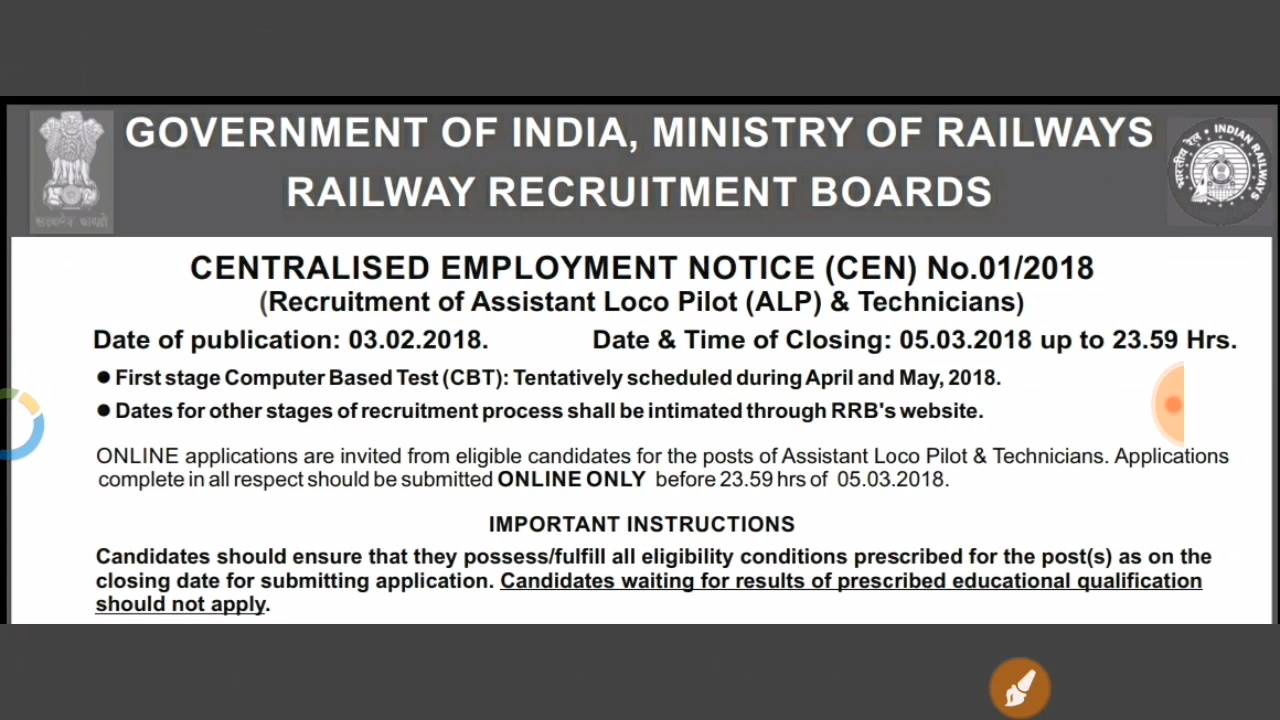 GOVERNMENT OF INDIA, MINISTRY OF RAILWAYS
RAILWAY RECRUITMENT BOARDS
सत्यमेव जयते
भारतीय रेल • INDIAN RAILWAYS
CENTRALISED EMPLOYMENT NOTICE (CEN) No.01/2018
(Recruitment of Assistant Loco Pilot (ALP) & Technicians)
Date of publication: 03.02.2018. Date & Time of Closing: 05.03.2018 up to 23.59 Hrs.
● First stage Computer Based Test (CBT): Tentatively scheduled during April and May, 2018.
● Dates for other stages of recruitment process shall be intimated through RRB's website.
ONLINE applications are invited from eligible candidates for the posts of Assistant Loco Pilot & Technicians. Applications
complete in all respect should be submitted ONLINE ONLY before 23.59 hrs of 05.03.2018.
IMPORTANT INSTRUCTIONS
Candidates should ensure that they possess/fulfill all eligibility conditions prescribed for the post(s) as on the
closing date for submitting application. Candidates waiting for results of prescribed educational qualification
should not apply.